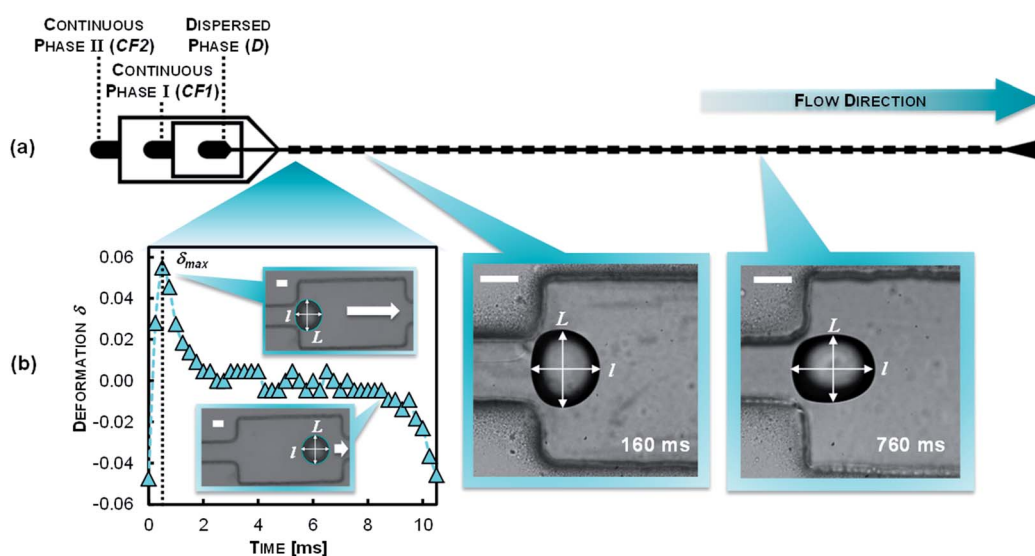 CONTINUOUS
PHASE II (CF2)
DISPERSED
PHASE (D)
CONTINUOUS
PHASE I (CF1)
FLOW DIRECTION
(a)
(b)
DEFORMATION δ
0.06
0.04
0.02
0.00
-0.02
-0.04
-0.06
0
2
4
6
8
10
TIME [ms]
δmax
l
L
L
l
L
l
160 ms
L
l
760 ms